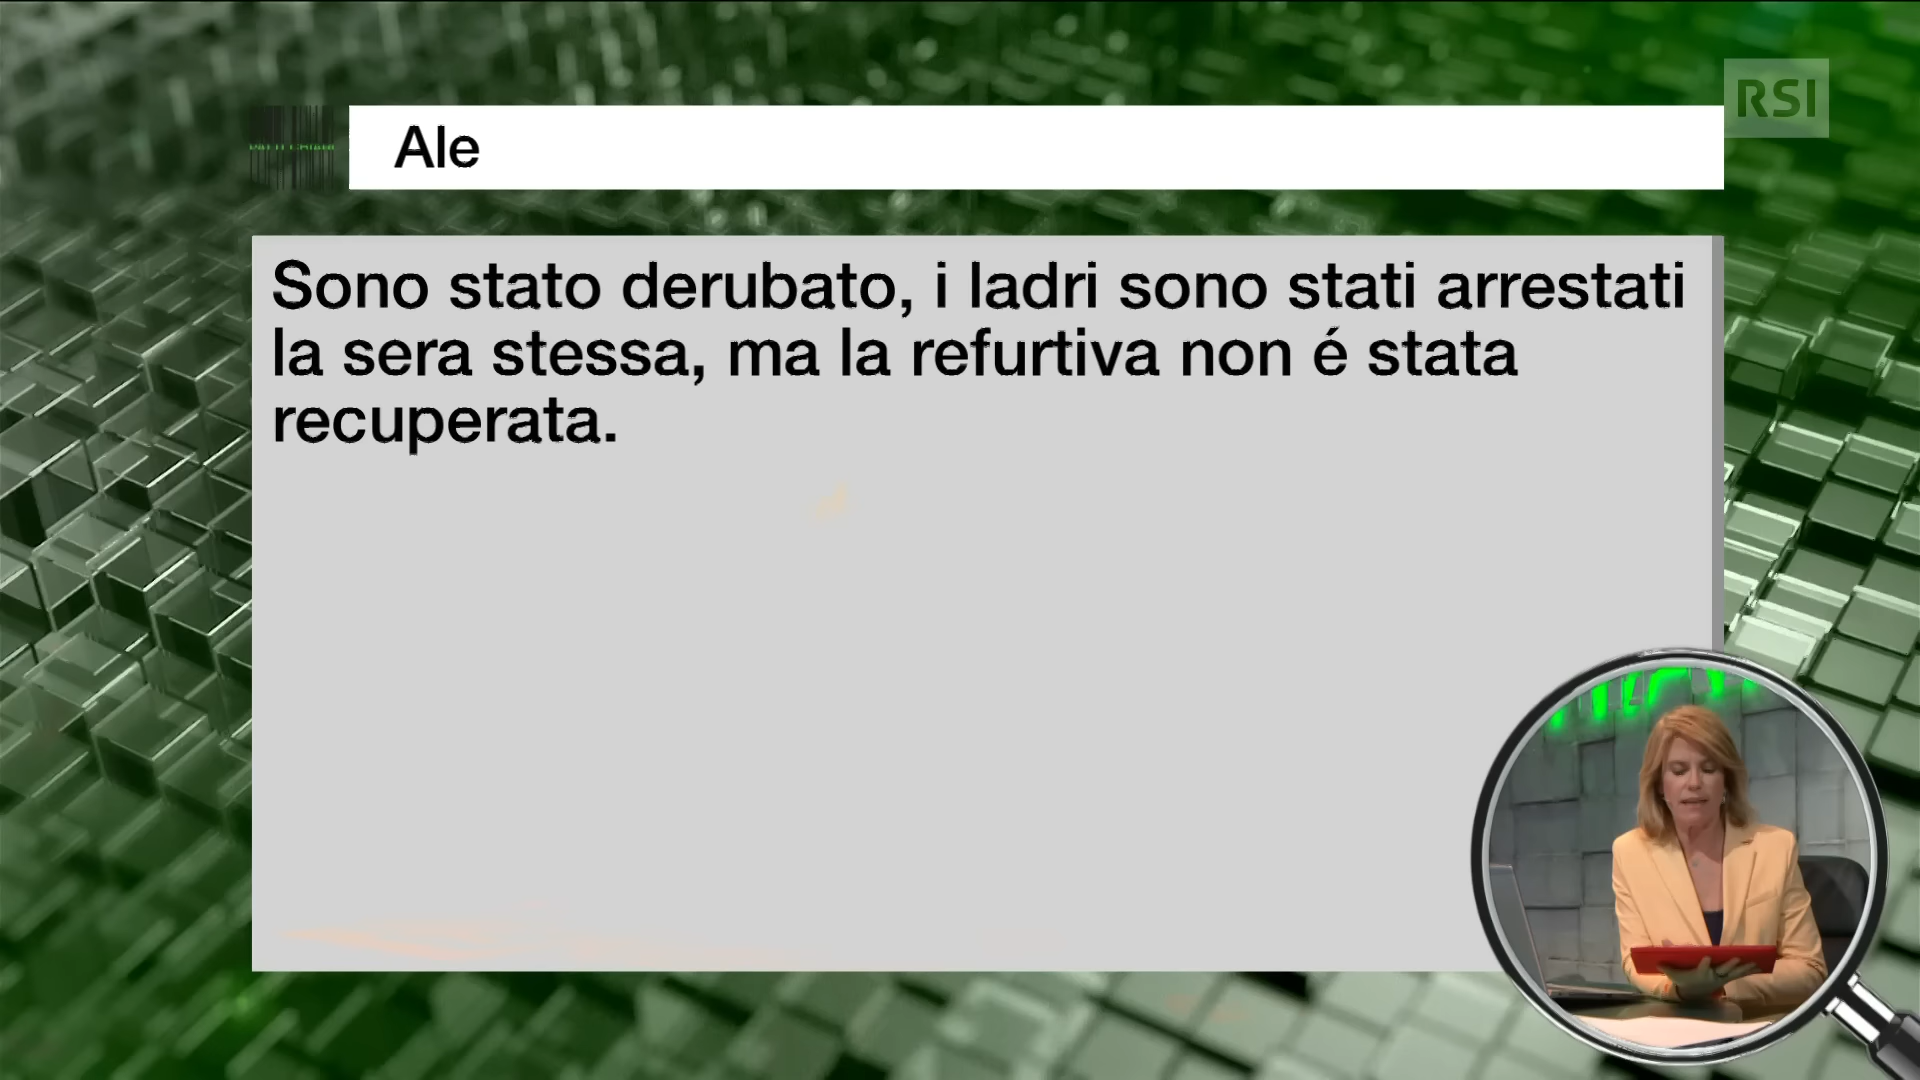 RSI
Ale
Sono stato derubato, i ladri sono stati arrestati
la sera stessa, ma la refurtiva non é stata
recuperata.